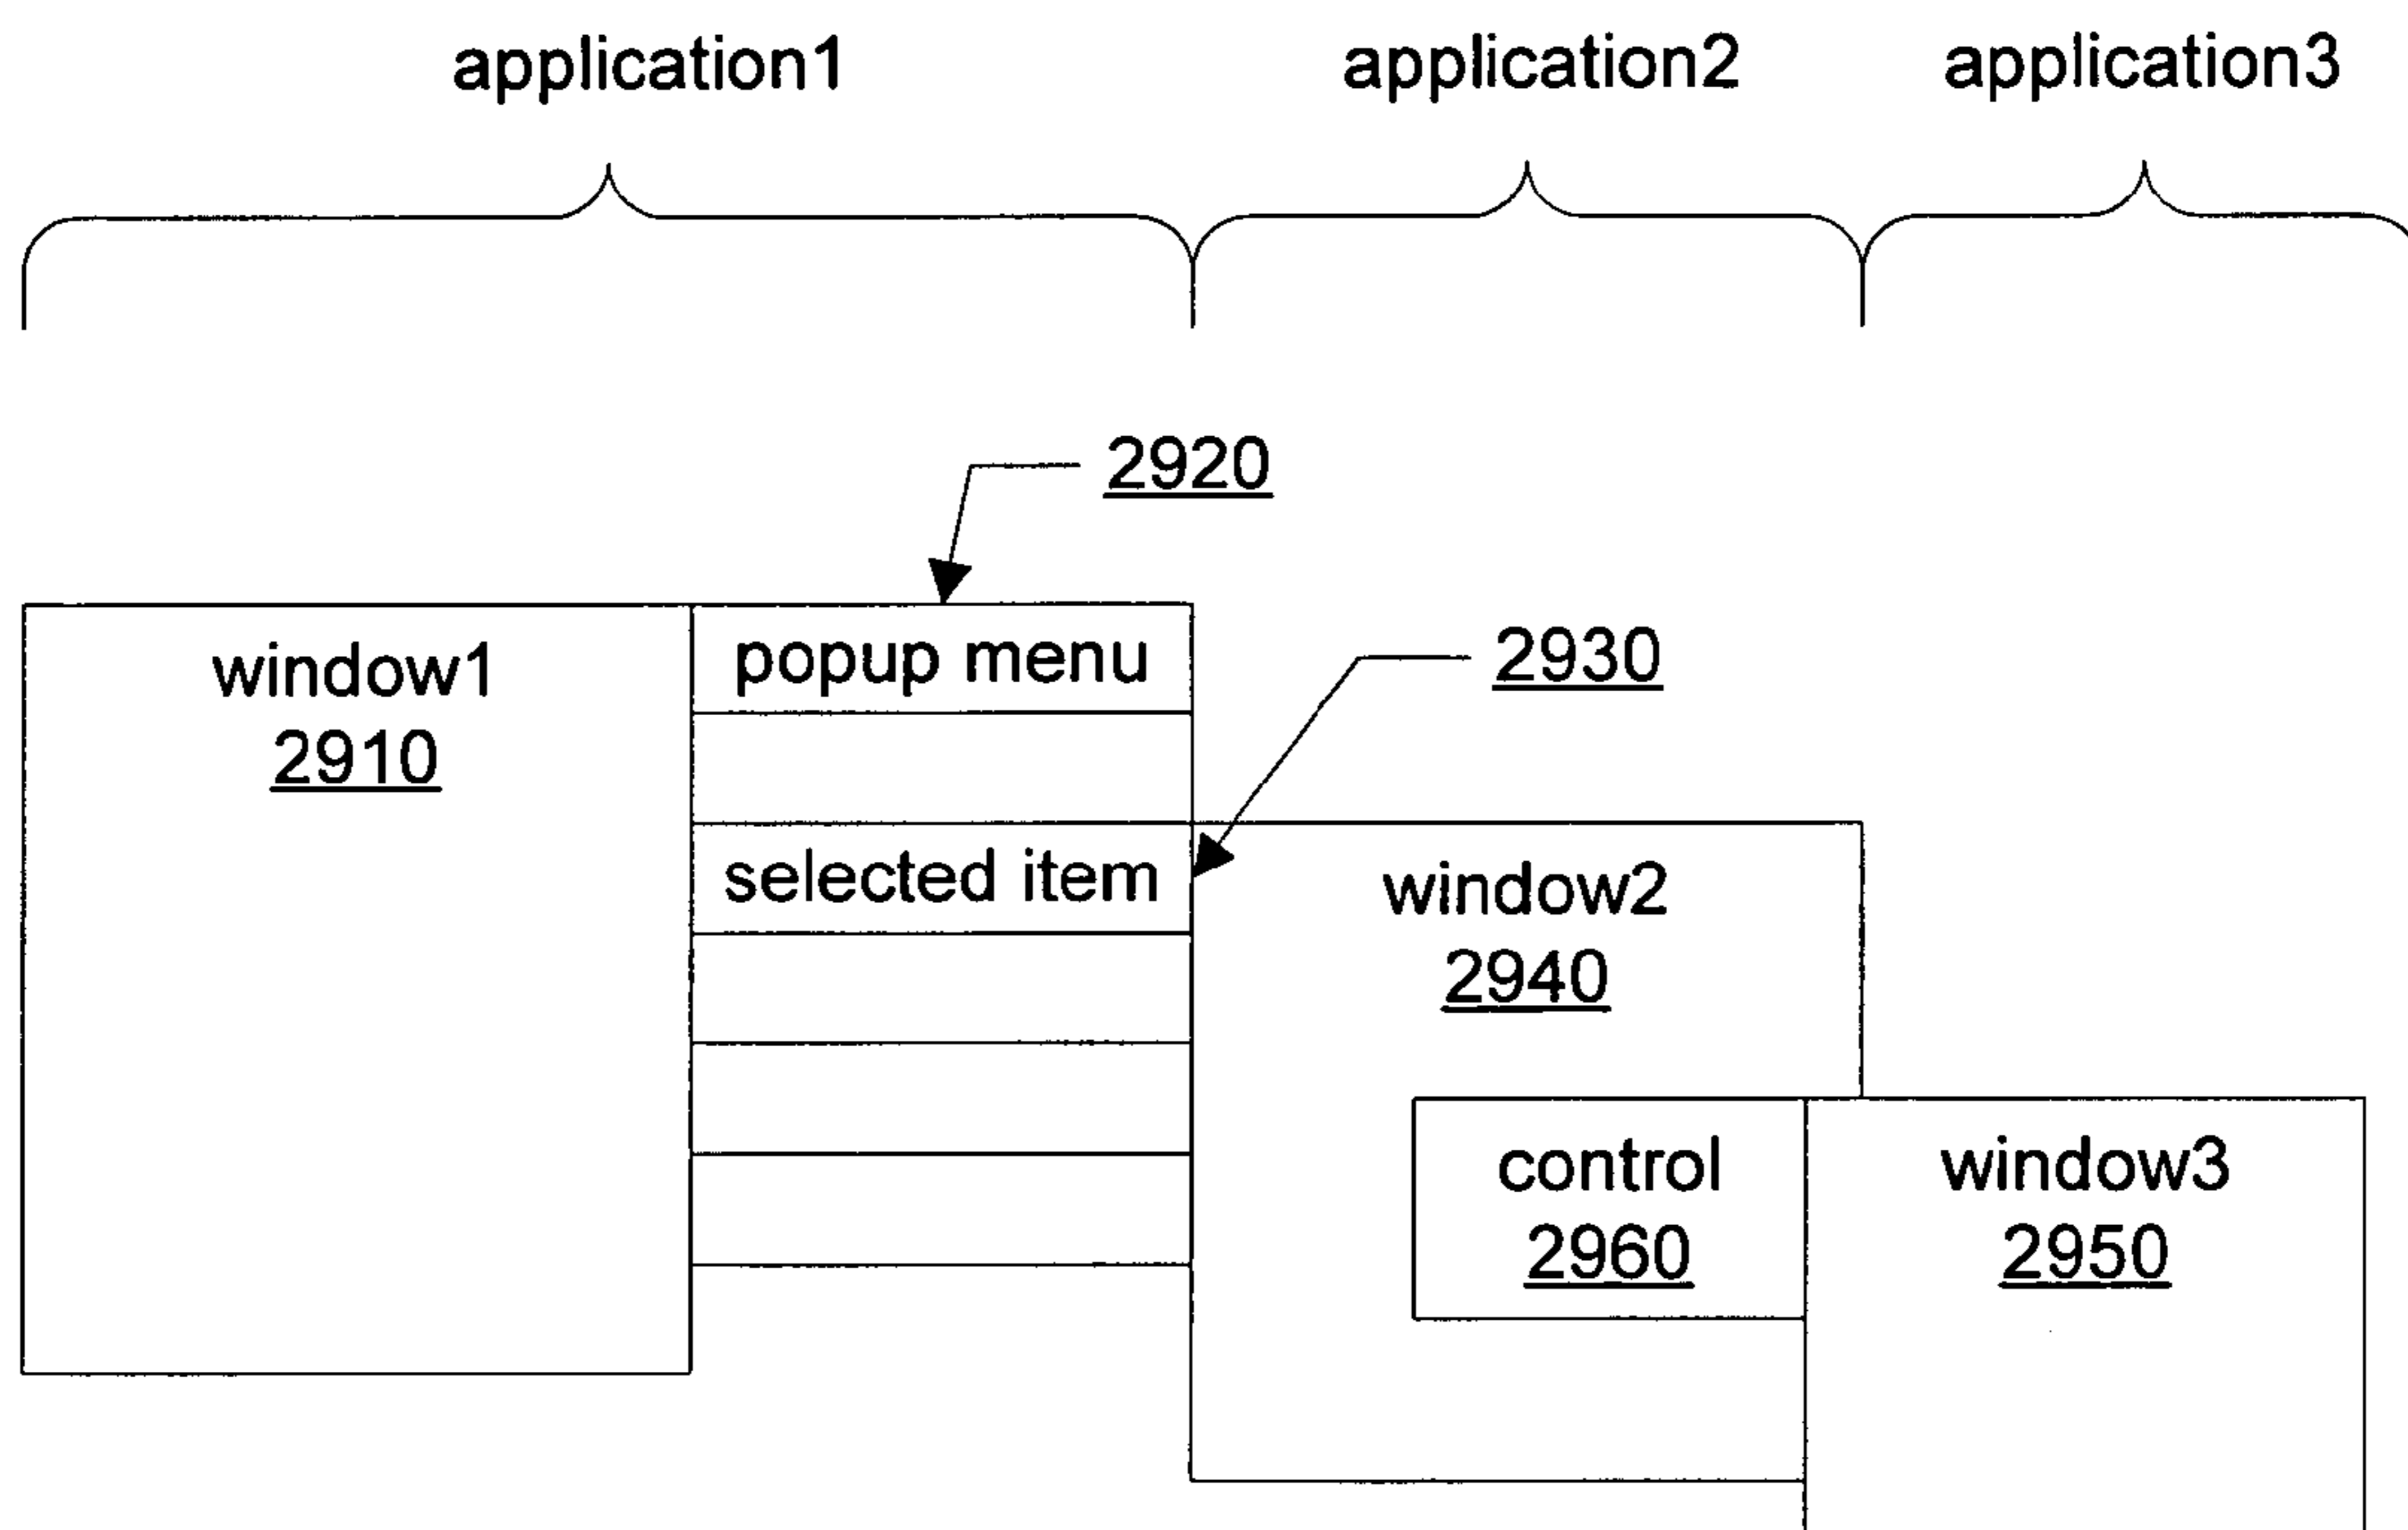 application1
application2
application3
2920
window1
2910
popup menu
2930
selected item
window2
2940
control
2960
window3
2950